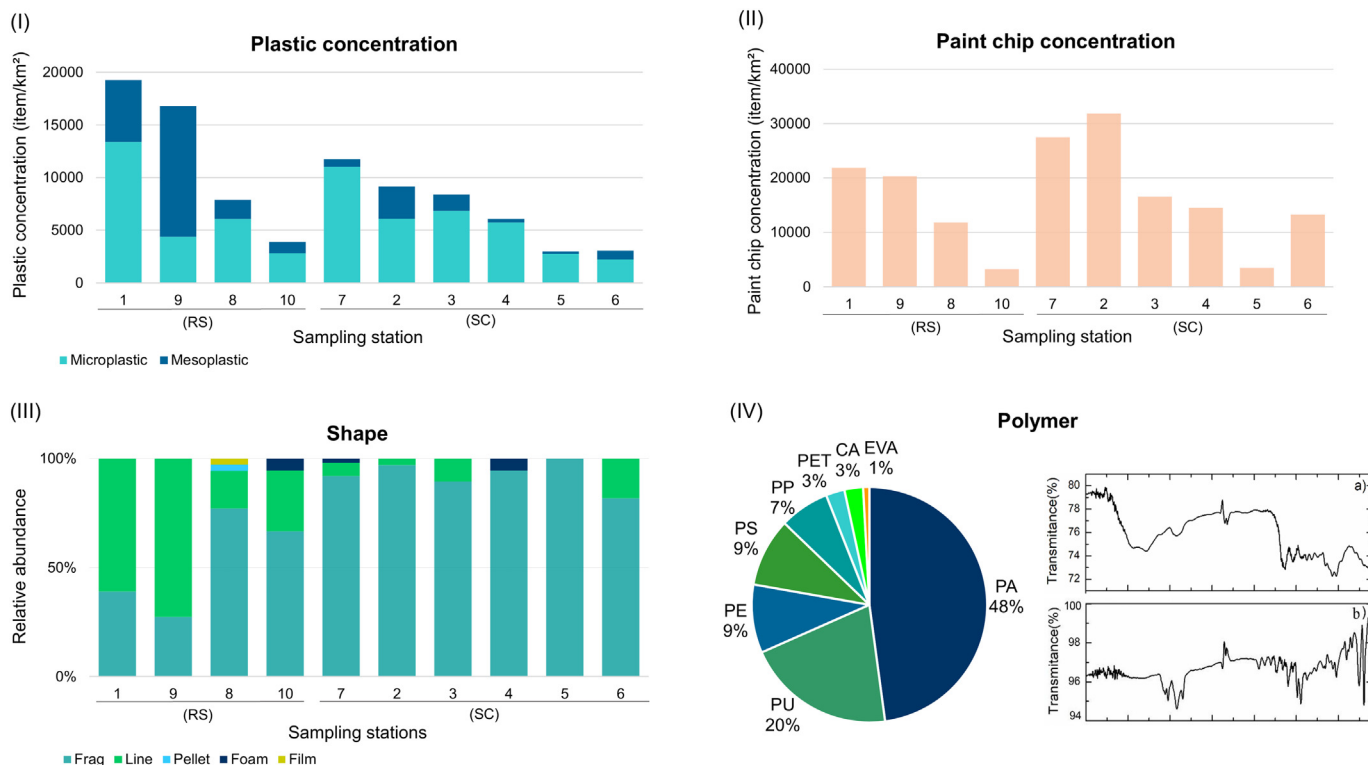 (I)
Plastic concentration
Plastic concentration (item/km²)
20000
15000
10000
5000
0
1 9 8 10 7 2 3 4 5 6
(RS) (SC)
Sampling station
Microplastic Mesoplastic
(II)
Paint chip concentration
Paint chip concentration (item/km²)
40000
30000
20000
10000
0
1 9 8 10 7 2 3 4 5 6
(RS) (SC)
Sampling station
(III)
Shape
Relative abundance
100%
50%
0%
1 9 8 10 7 2 3 4 5 6
(RS) (SC)
Sampling stations
Frag Line Pellet Foam Film
(IV)
Polymer
EVA
1%
CA
3%
PET
3%
PP
7%
PS
9%
PE
9%
PU
20%
PA
48%
Transmitance(%)
80
78
76
74
72
a)
Transmitance(%)
100
98
96
94
b)